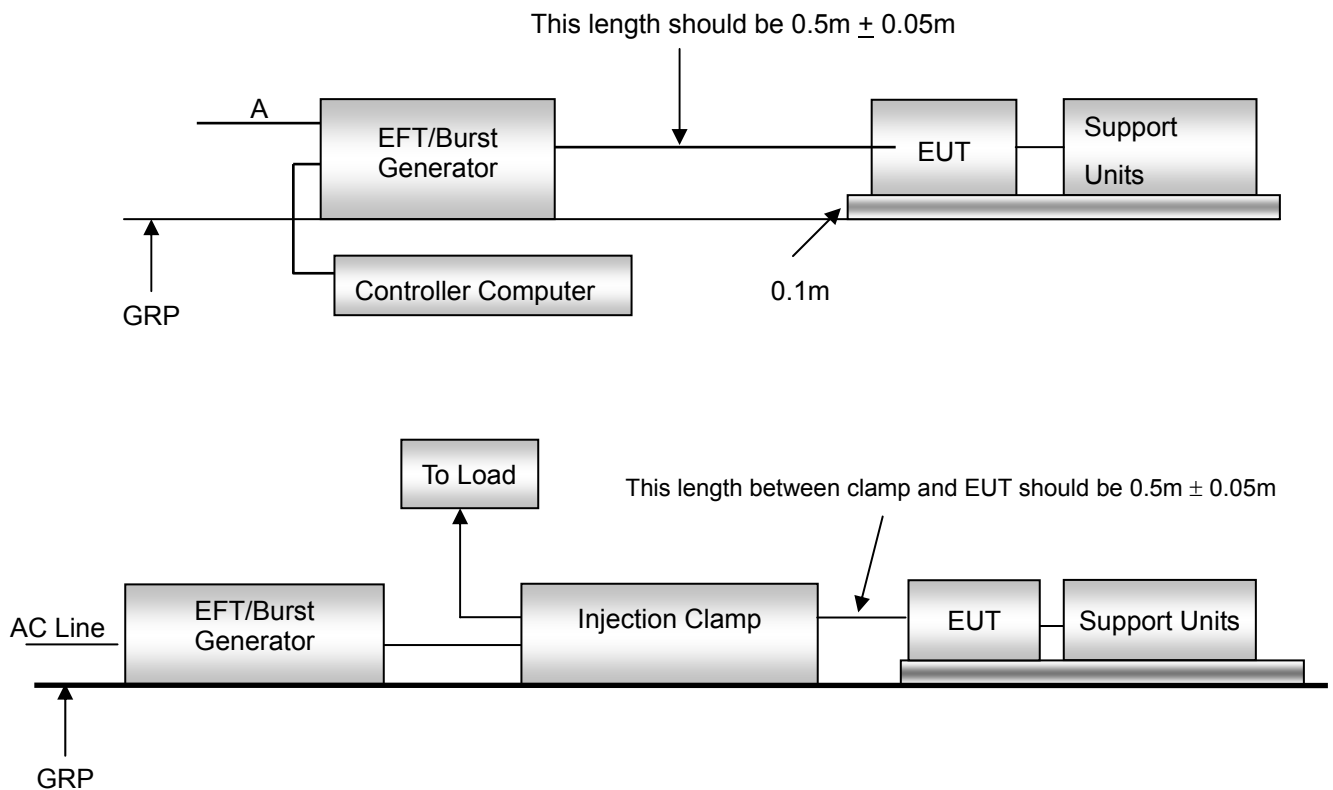 This length should be 0.5m ± 0.05m
A
EFT/Burst
Generator
EUT
Support
Units
Controller Computer
0.1m
GRP
To Load
This length between clamp and EUT should be 0.5m ± 0.05m
AC Line
EFT/Burst
Generator
Injection Clamp
EUT
Support Units
GRP